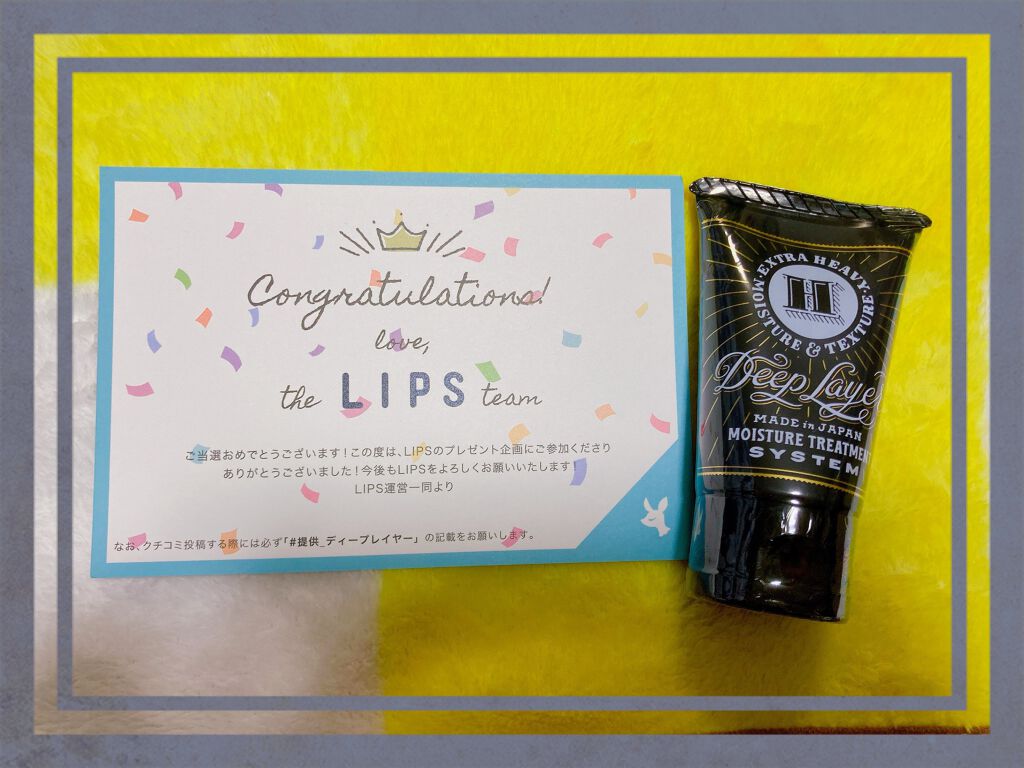 Congratulations!
love,
the LIPS team
ご当選おめでとうございます！この度は、LIPSのプレゼント企画にご参加くださり
ありがとうございました！今後もLIPSをよろしくお願いいたします！
LIPS運営一同より
なお、クチコミ投稿する際には必ず「#提供_ディープレイヤー」の記載をお願いします。
EXTRA HEAVY
H
MOISTURE & TEXTURE
Deep Laye
MADE in JAPAN
MOISTURE TREATMEN
SYSTEM